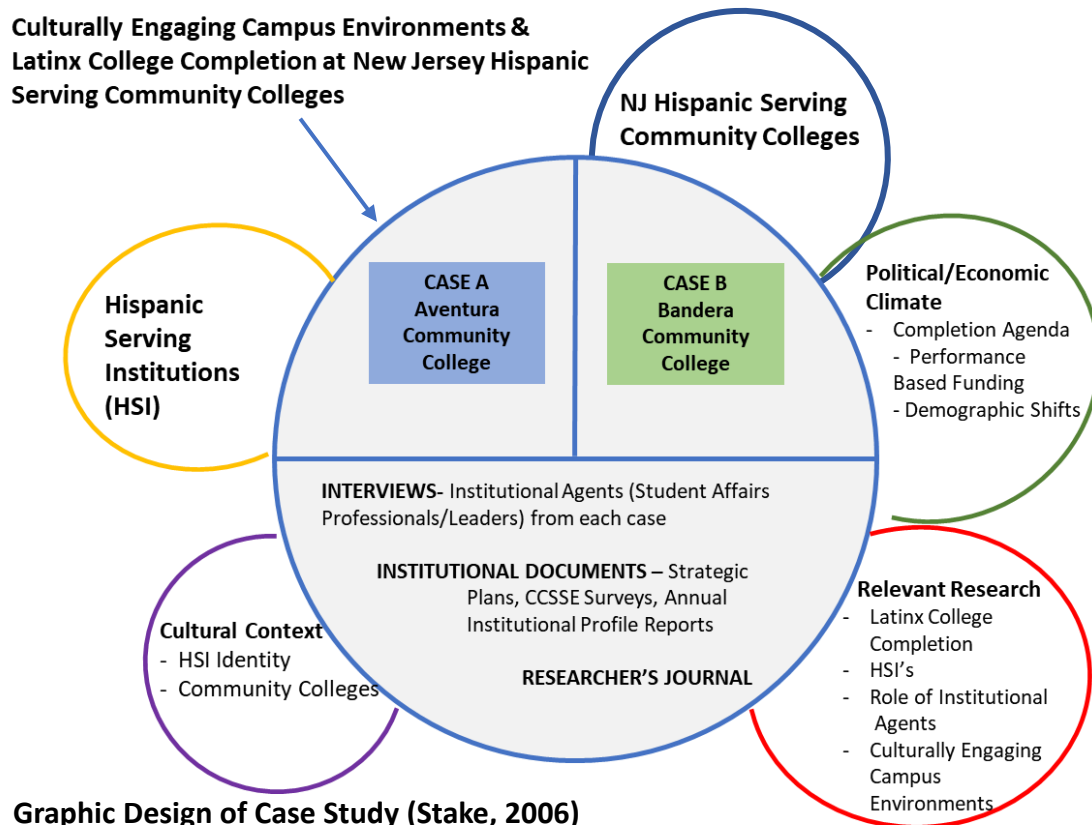 Culturally Engaging Campus Environments &
Latinx College Completion at New Jersey Hispanic
Serving Community Colleges
NJ Hispanic Serving
Community Colleges
Hispanic
Serving
Institutions
(HSI)
CASE A
Aventura
Community
College
CASE B
Bandera
Community
College
Political/Economic
Climate
- Completion Agenda
- Performance
Based Funding
- Demographic Shifts
INTERVIEWS- Institutional Agents (Student Affairs
Professionals/Leaders) from each case
INSTITUTIONAL DOCUMENTS – Strategic
Plans, CCSSE Surveys, Annual
Institutional Profile Reports
RESEARCHER'S JOURNAL
Cultural Context
- HSI Identity
- Community Colleges
Relevant Research
- Latinx College
Completion
- HSI's
- Role of Institutional
Agents
- Culturally Engaging
Campus
Environments
Graphic Design of Case Study (Stake, 2006)